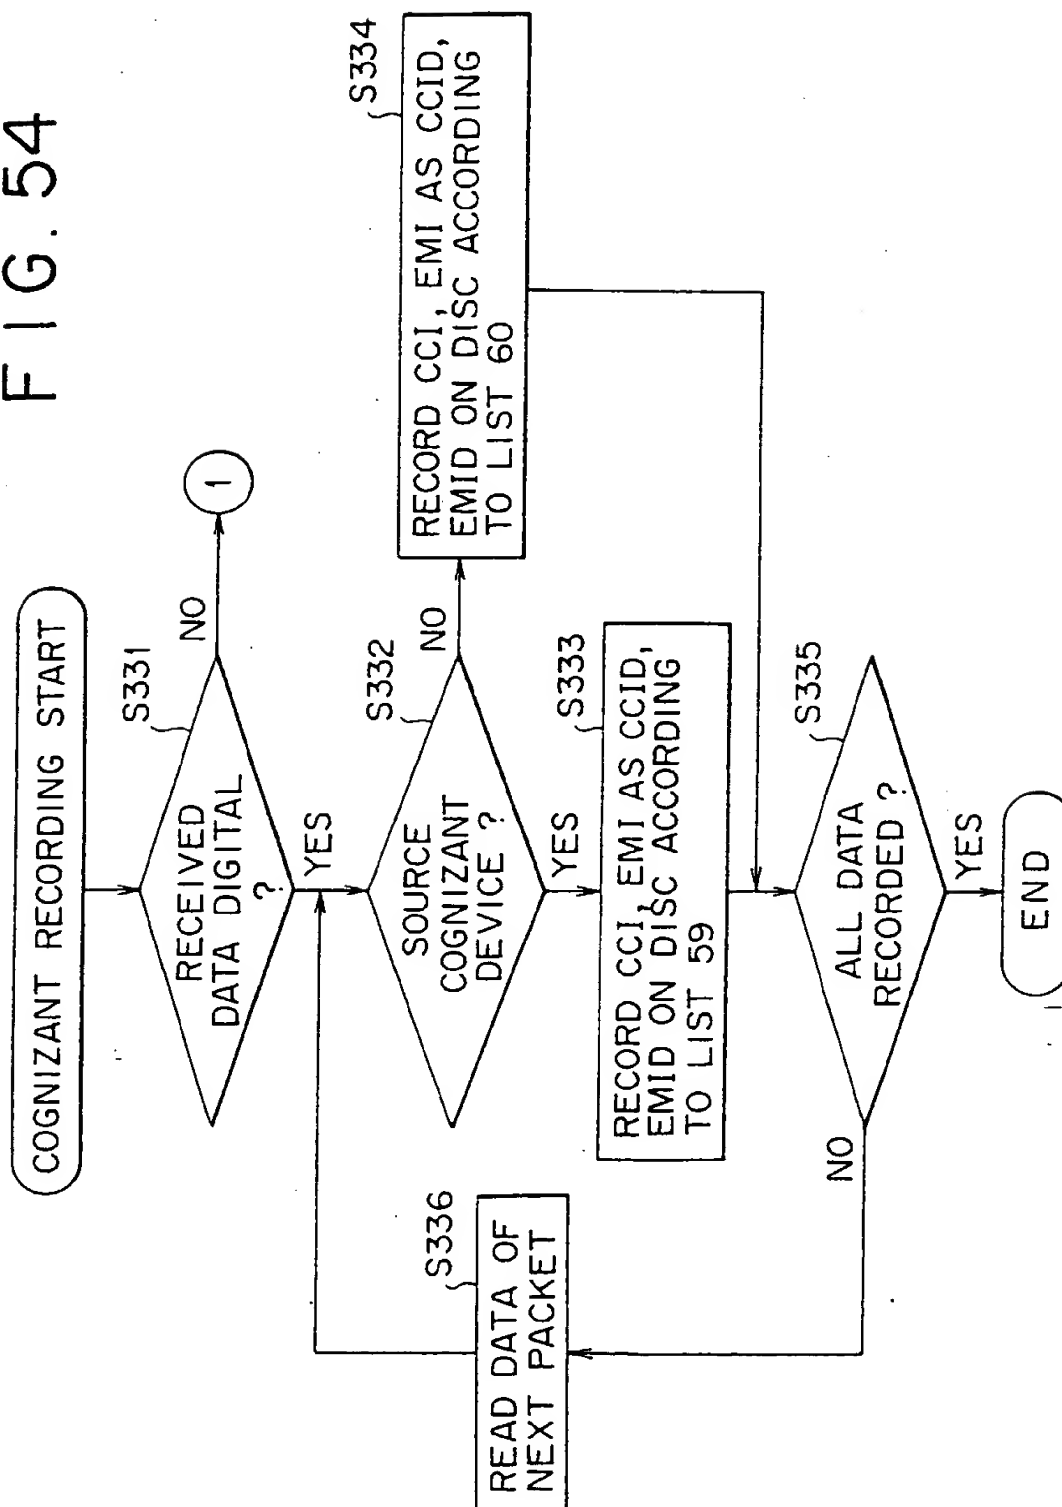 FIG. 54
COGNIZANT RECORDING START
S331
RECEIVED
DATA DIGITAL
?
NO
1
YES
S332
SOURCE
COGNIZANT
DEVICE ?
NO
S334
RECORD CCI, EMI AS CCID,
EMID ON DISC ACCORDING
TO LIST 60
YES
S333
RECORD CCI, EMI AS CCID,
EMID ON DISC ACCORDING
TO LIST 59
S335
ALL DATA
RECORDED ?
NO
S336
READ DATA OF
NEXT PACKET
YES
END